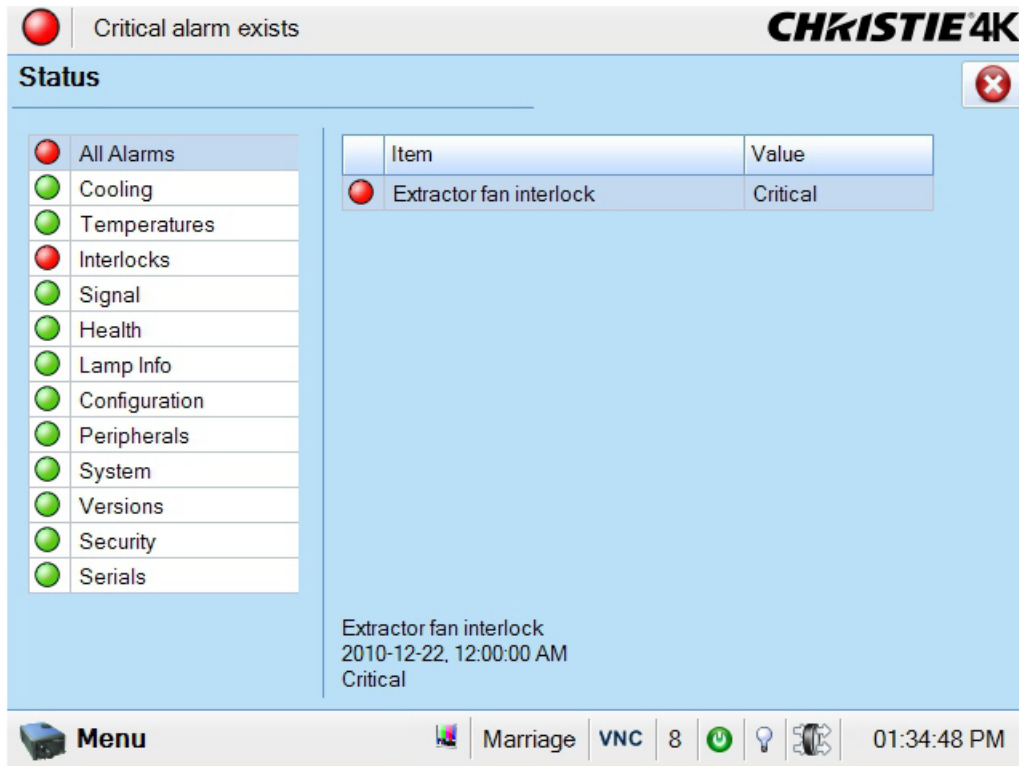 Critical alarm exists
CHRISTIE 4K
Status
All Alarms
Cooling
Temperatures
Interlocks
Signal
Health
Lamp Info
Configuration
Peripherals
System
Versions
Security
Serials
Item Value
Extractor fan interlock Critical
Extractor fan interlock
2010-12-22, 12:00:00 AM
Critical
Menu Marriage VNC 8 01:34:48 PM